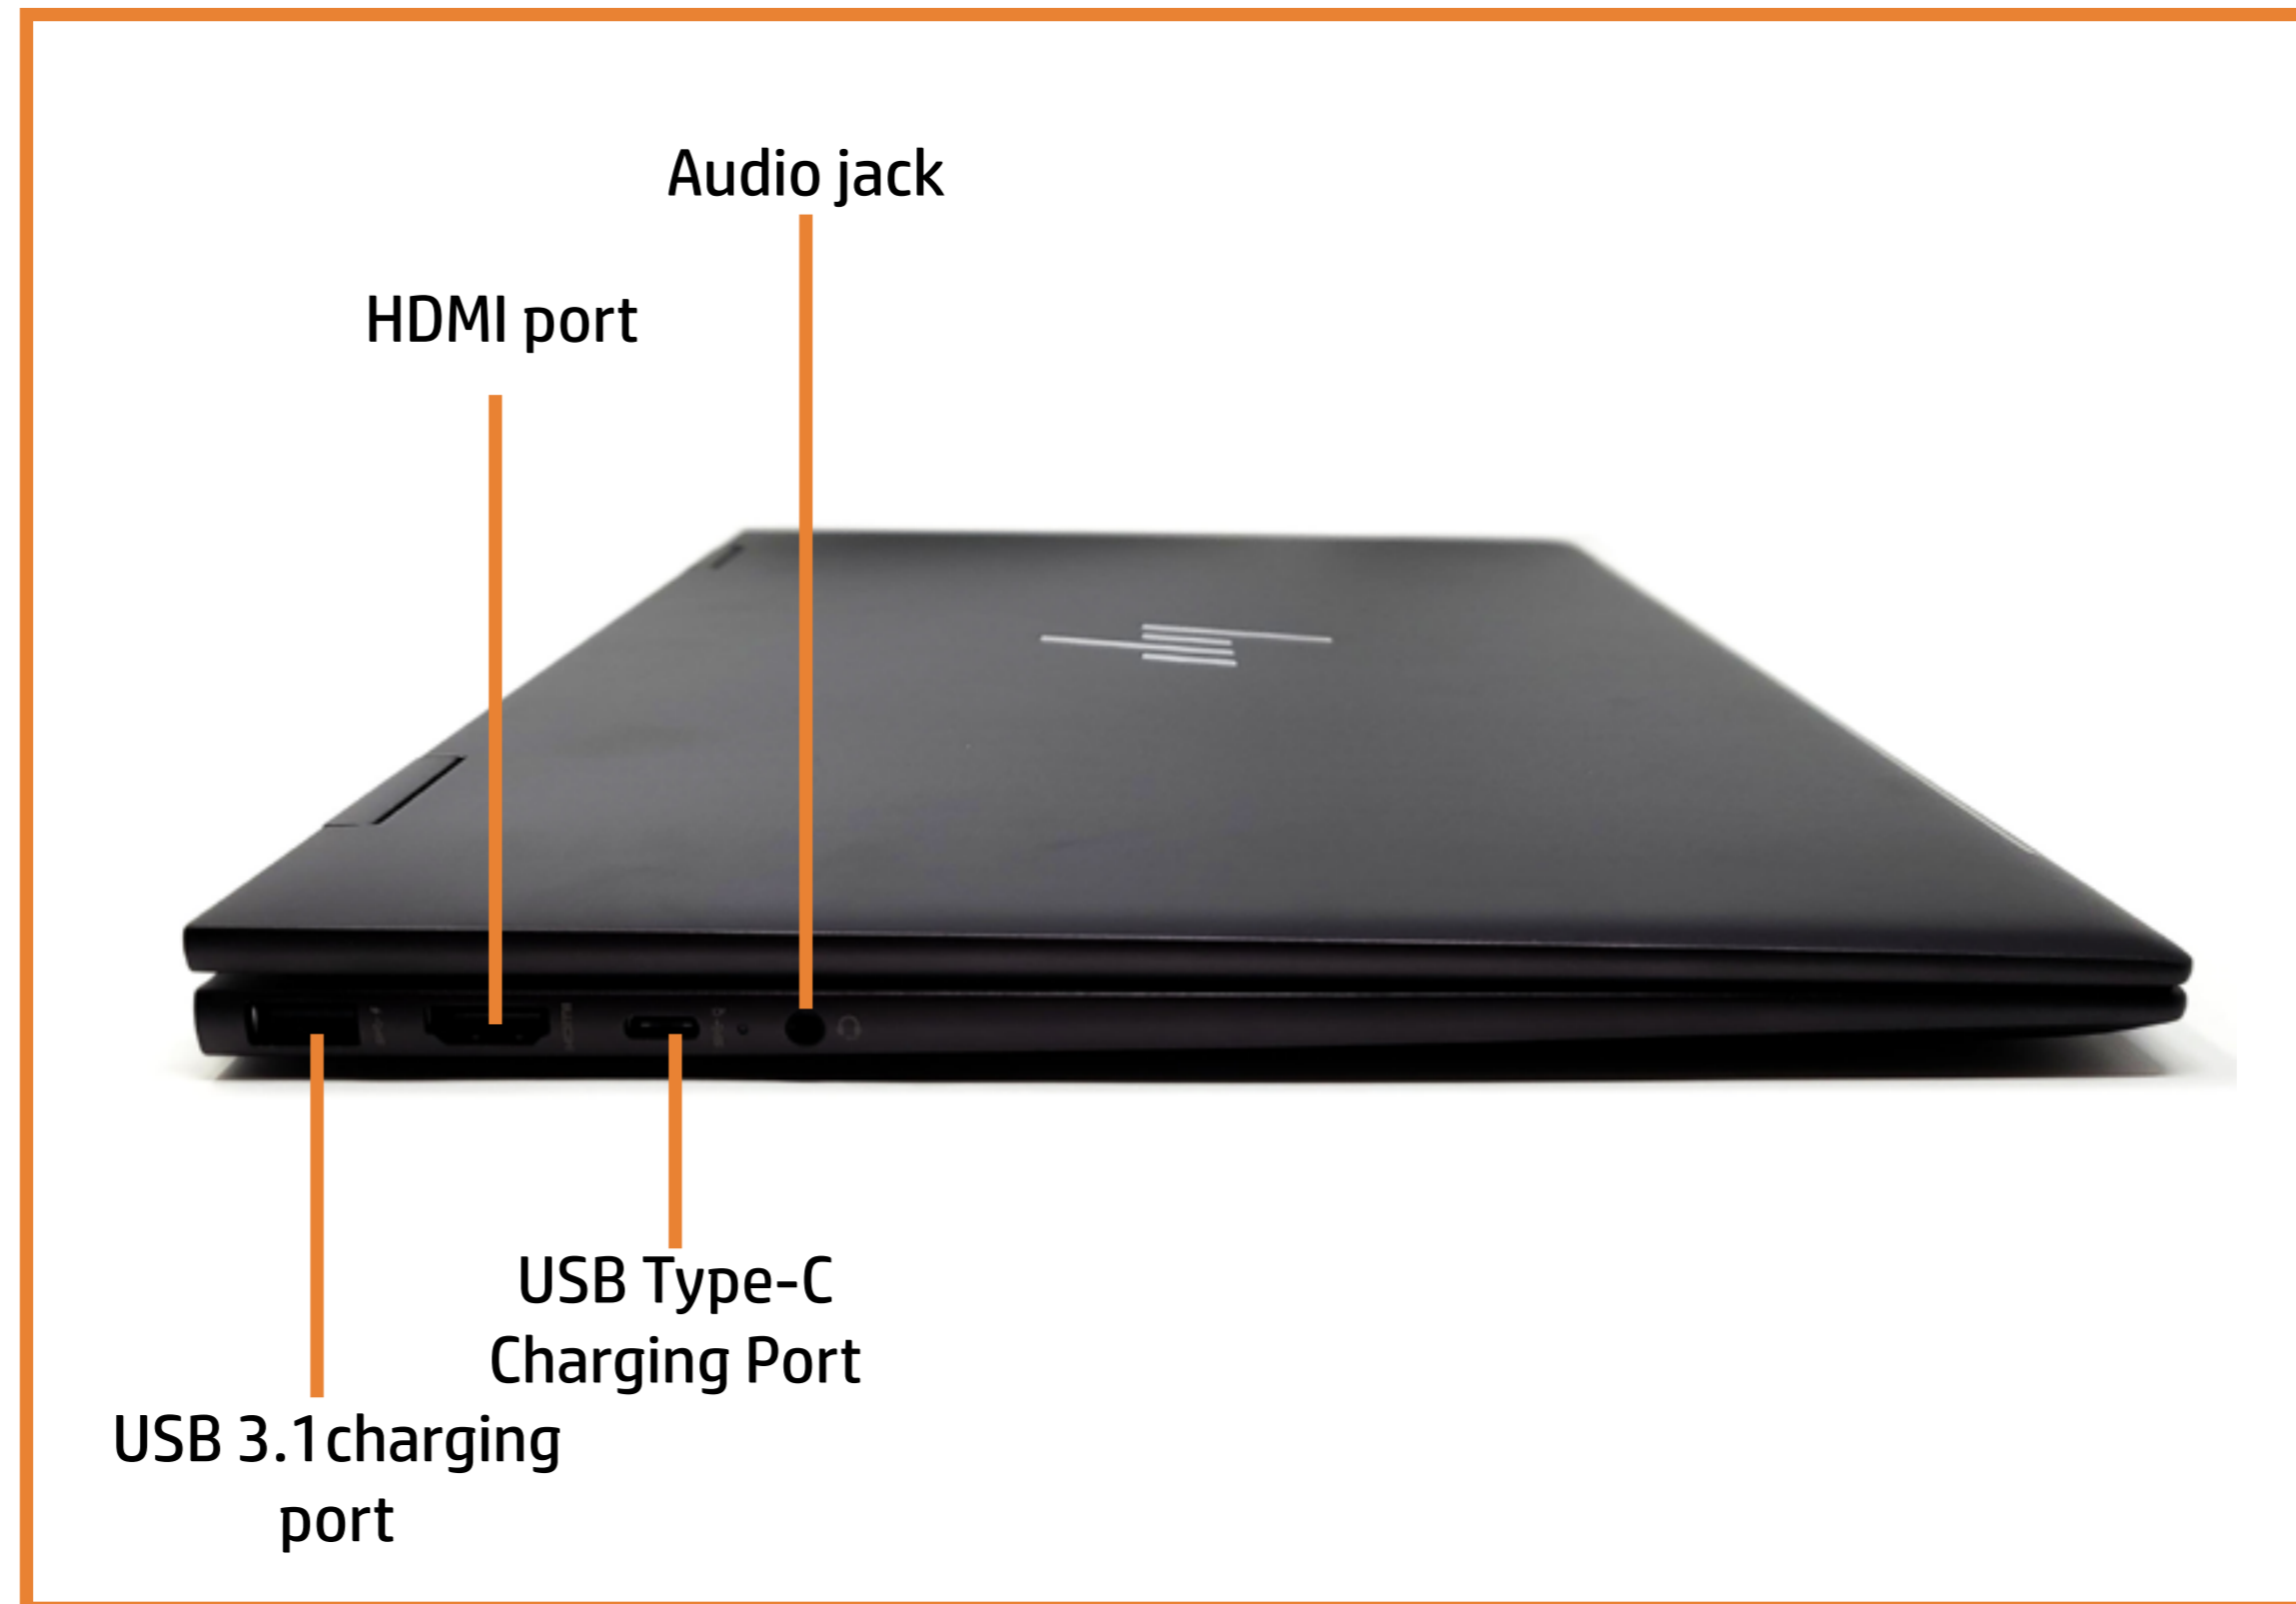 Audio jack
HDMI port
USB Type-C
Charging Port
USB 3.1charging
port